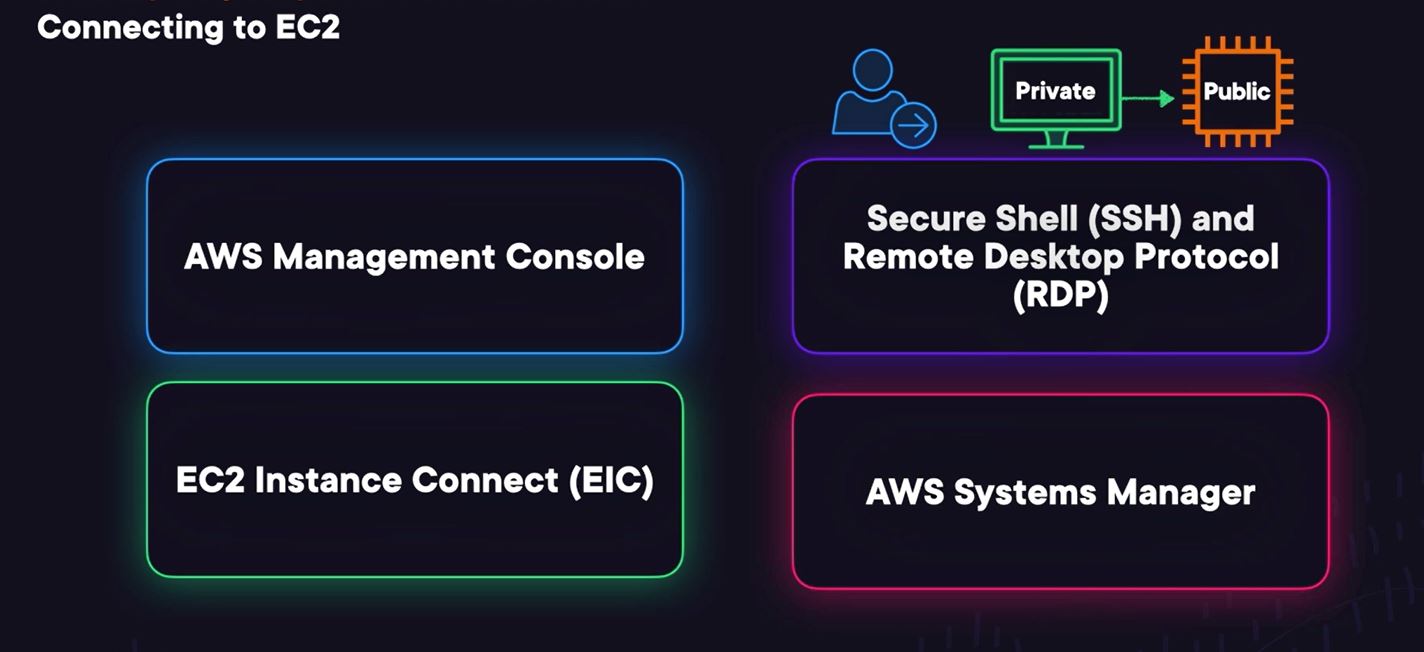 Connecting to EC2
Private
Public
AWS Management Console
Secure Shell (SSH) and
Remote Desktop Protocol
(RDP)
EC2 Instance Connect (EIC)
AWS Systems Manager